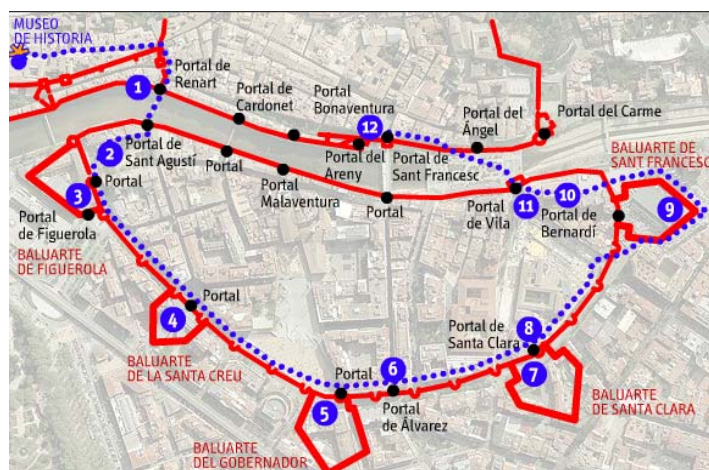 MUSEO
DE HISTORIA
1
Portal de
Renart
Portal de
Cardonet
Portal
Bonaventura
12
Portal del
Ángel
Portal del Carme
2
Portal de
Sant Agustí
Portal
Portal
Malaventura
Portal del
Areny
Portal de
Sant Francesc
Portal
BALUARTE DE
SANT FRANCESC
3
Portal
Portal
de Figuerola
BALUARTE
DE FIGUEROLA
11
Portal
de Vila
10
Portal de
Bernardí
9
4
Portal
BALUARTE
DE LA SANTA CREU
8
Portal de
Santa Clara
7
BALUARTE
DE SANTA CLARA
Portal
5
6
Portal
de Álvarez
BALUARTE
DEL GOBERNADOR